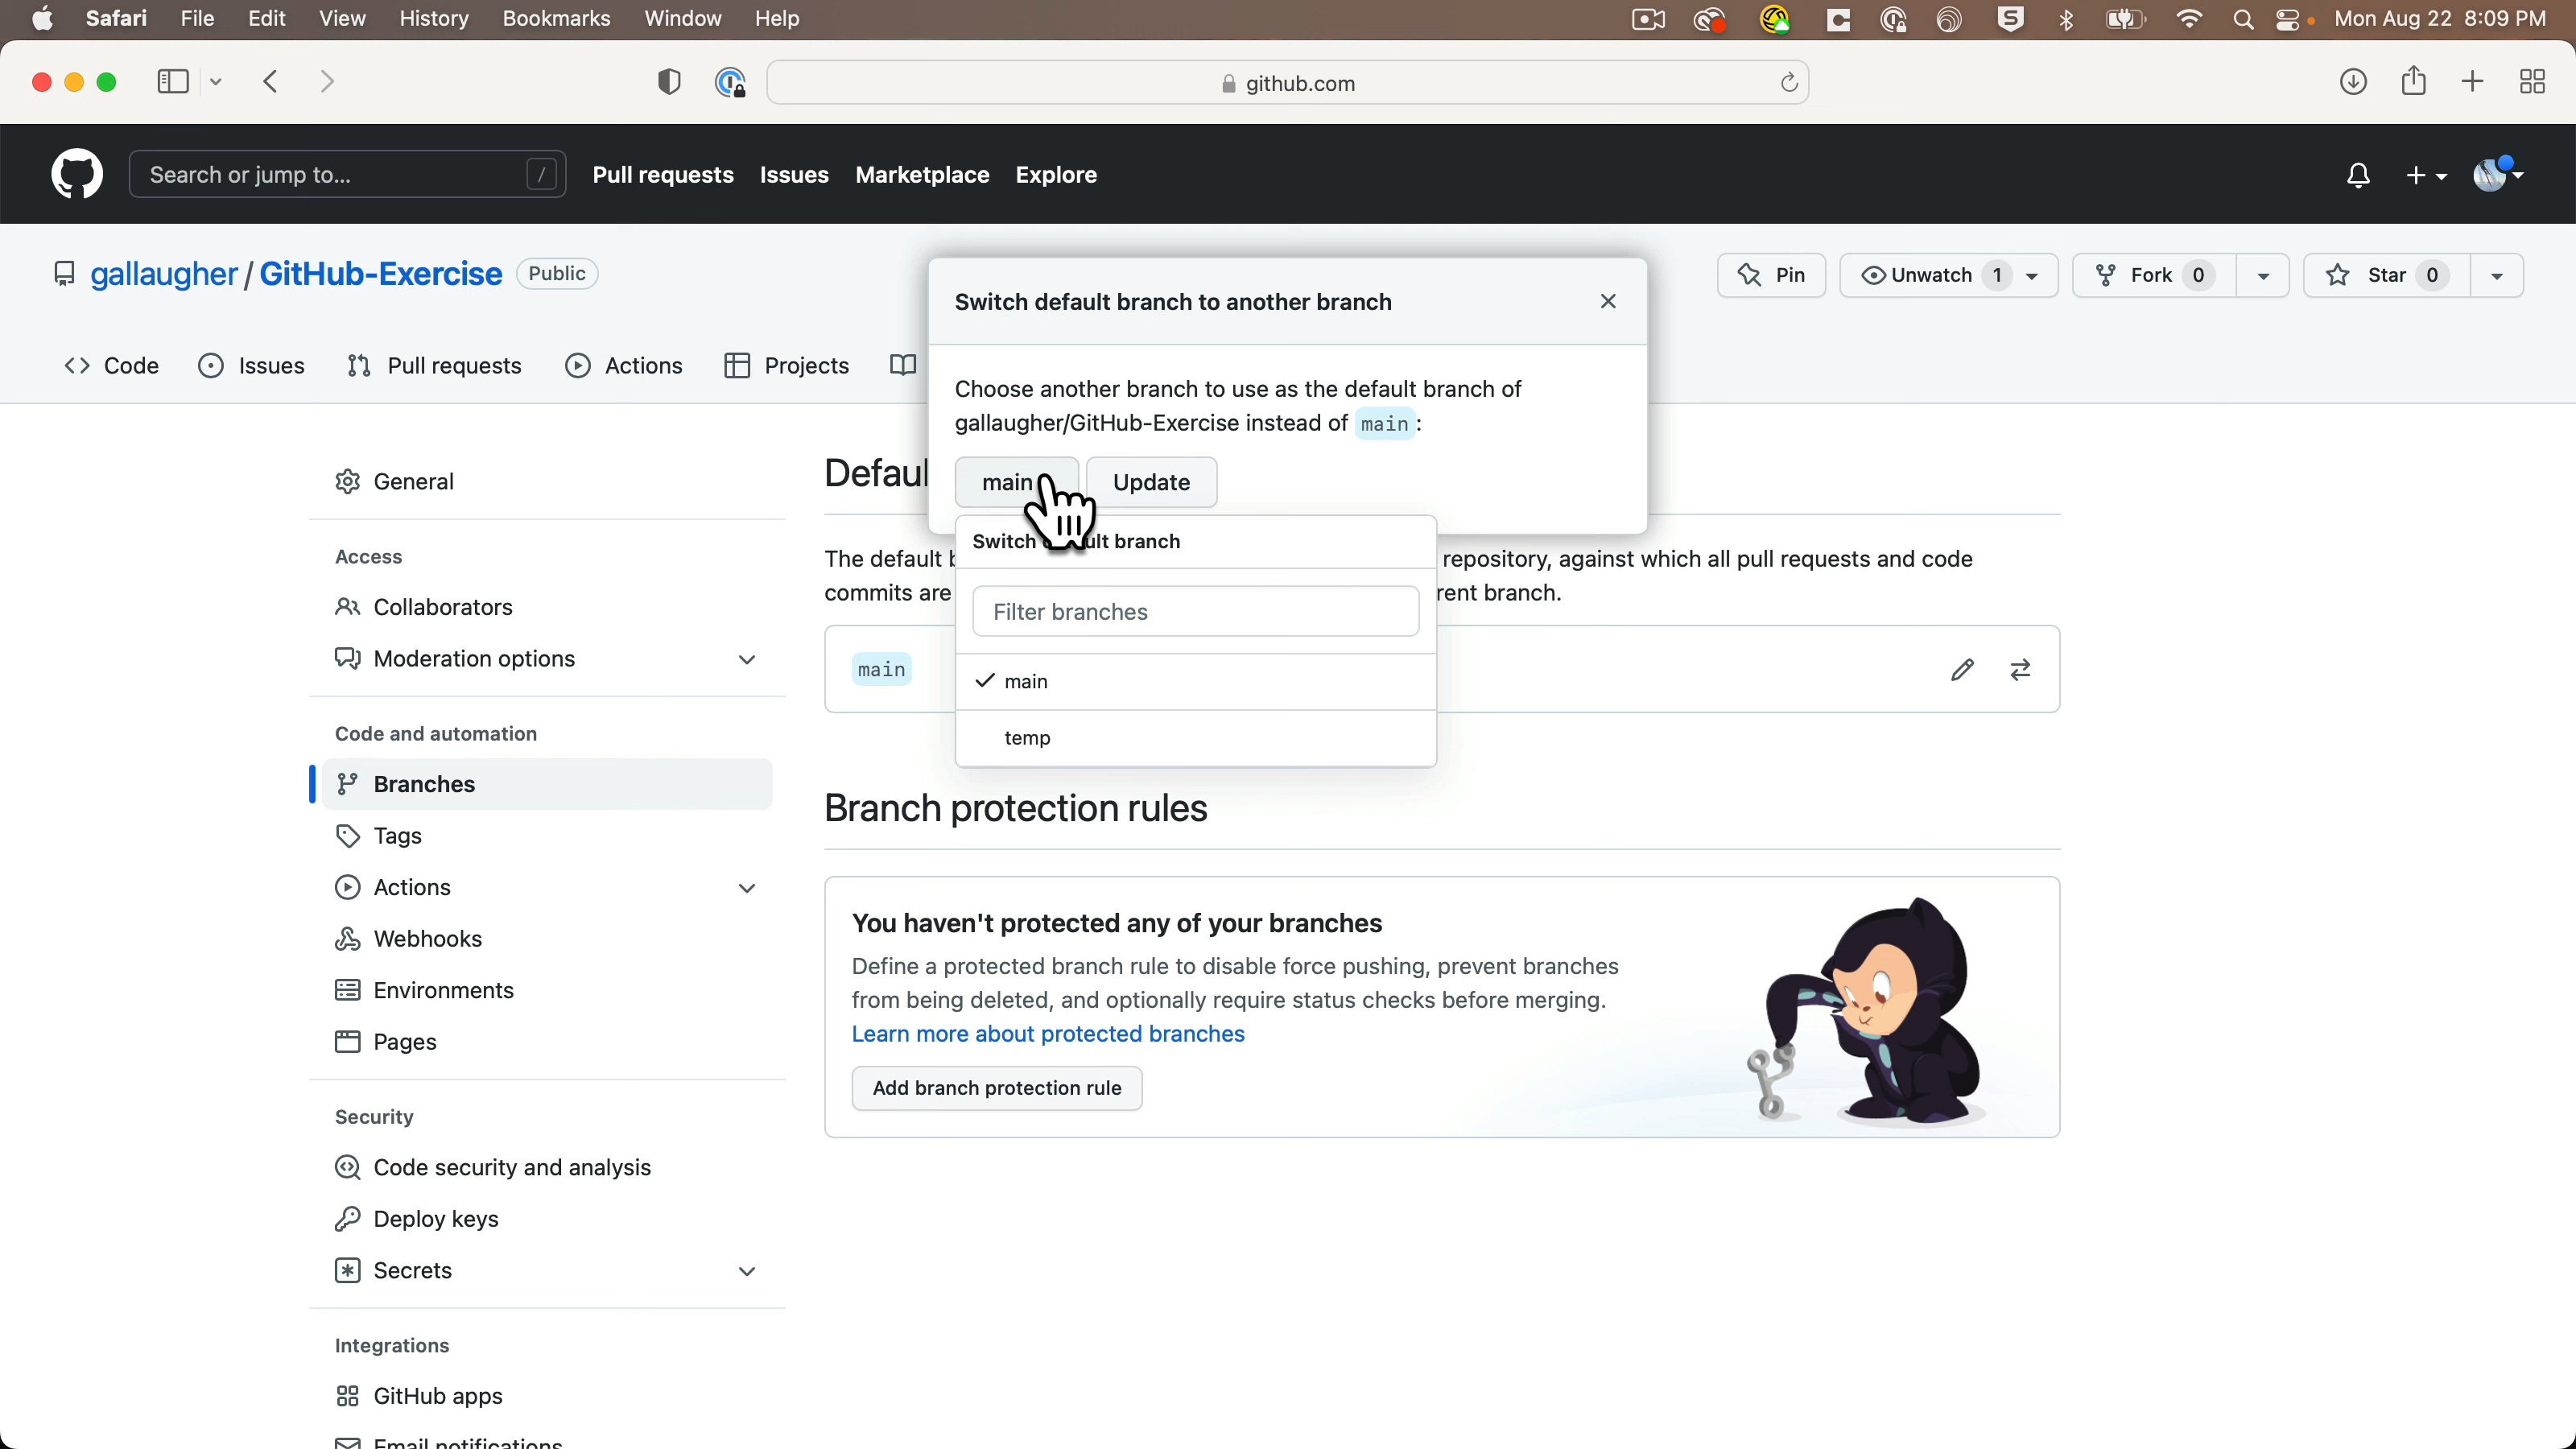 Safari File Edit View History Bookmarks Window Help Mon Aug 22 8:09 PM
github.com
Search or jump to... / Pull requests Issues Marketplace Explore
gallaugher / GitHub-Exercise Public
Pin Unwatch 1 Fork 0 Star 0
Code Issues Pull requests Actions Projects
Switch default branch to another branch
Choose another branch to use as the default branch of
gallaugher/GitHub-Exercise instead of main :
main Update
Switch ult branch
Filter branches
main
temp
General
Access
Collaborators
Moderation options
Code and automation
Branches
Tags
Actions
Webhooks
Environments
Pages
Security
Code security and analysis
Deploy keys
Secrets
Integrations
GitHub apps
Email notifications
Defaul
The default b repository, against which all pull requests and code
commits are rent branch.
main
Branch protection rules
You haven't protected any of your branches
Define a protected branch rule to disable force pushing, prevent branches
from being deleted, and optionally require status checks before merging.
Learn more about protected branches
Add branch protection rule